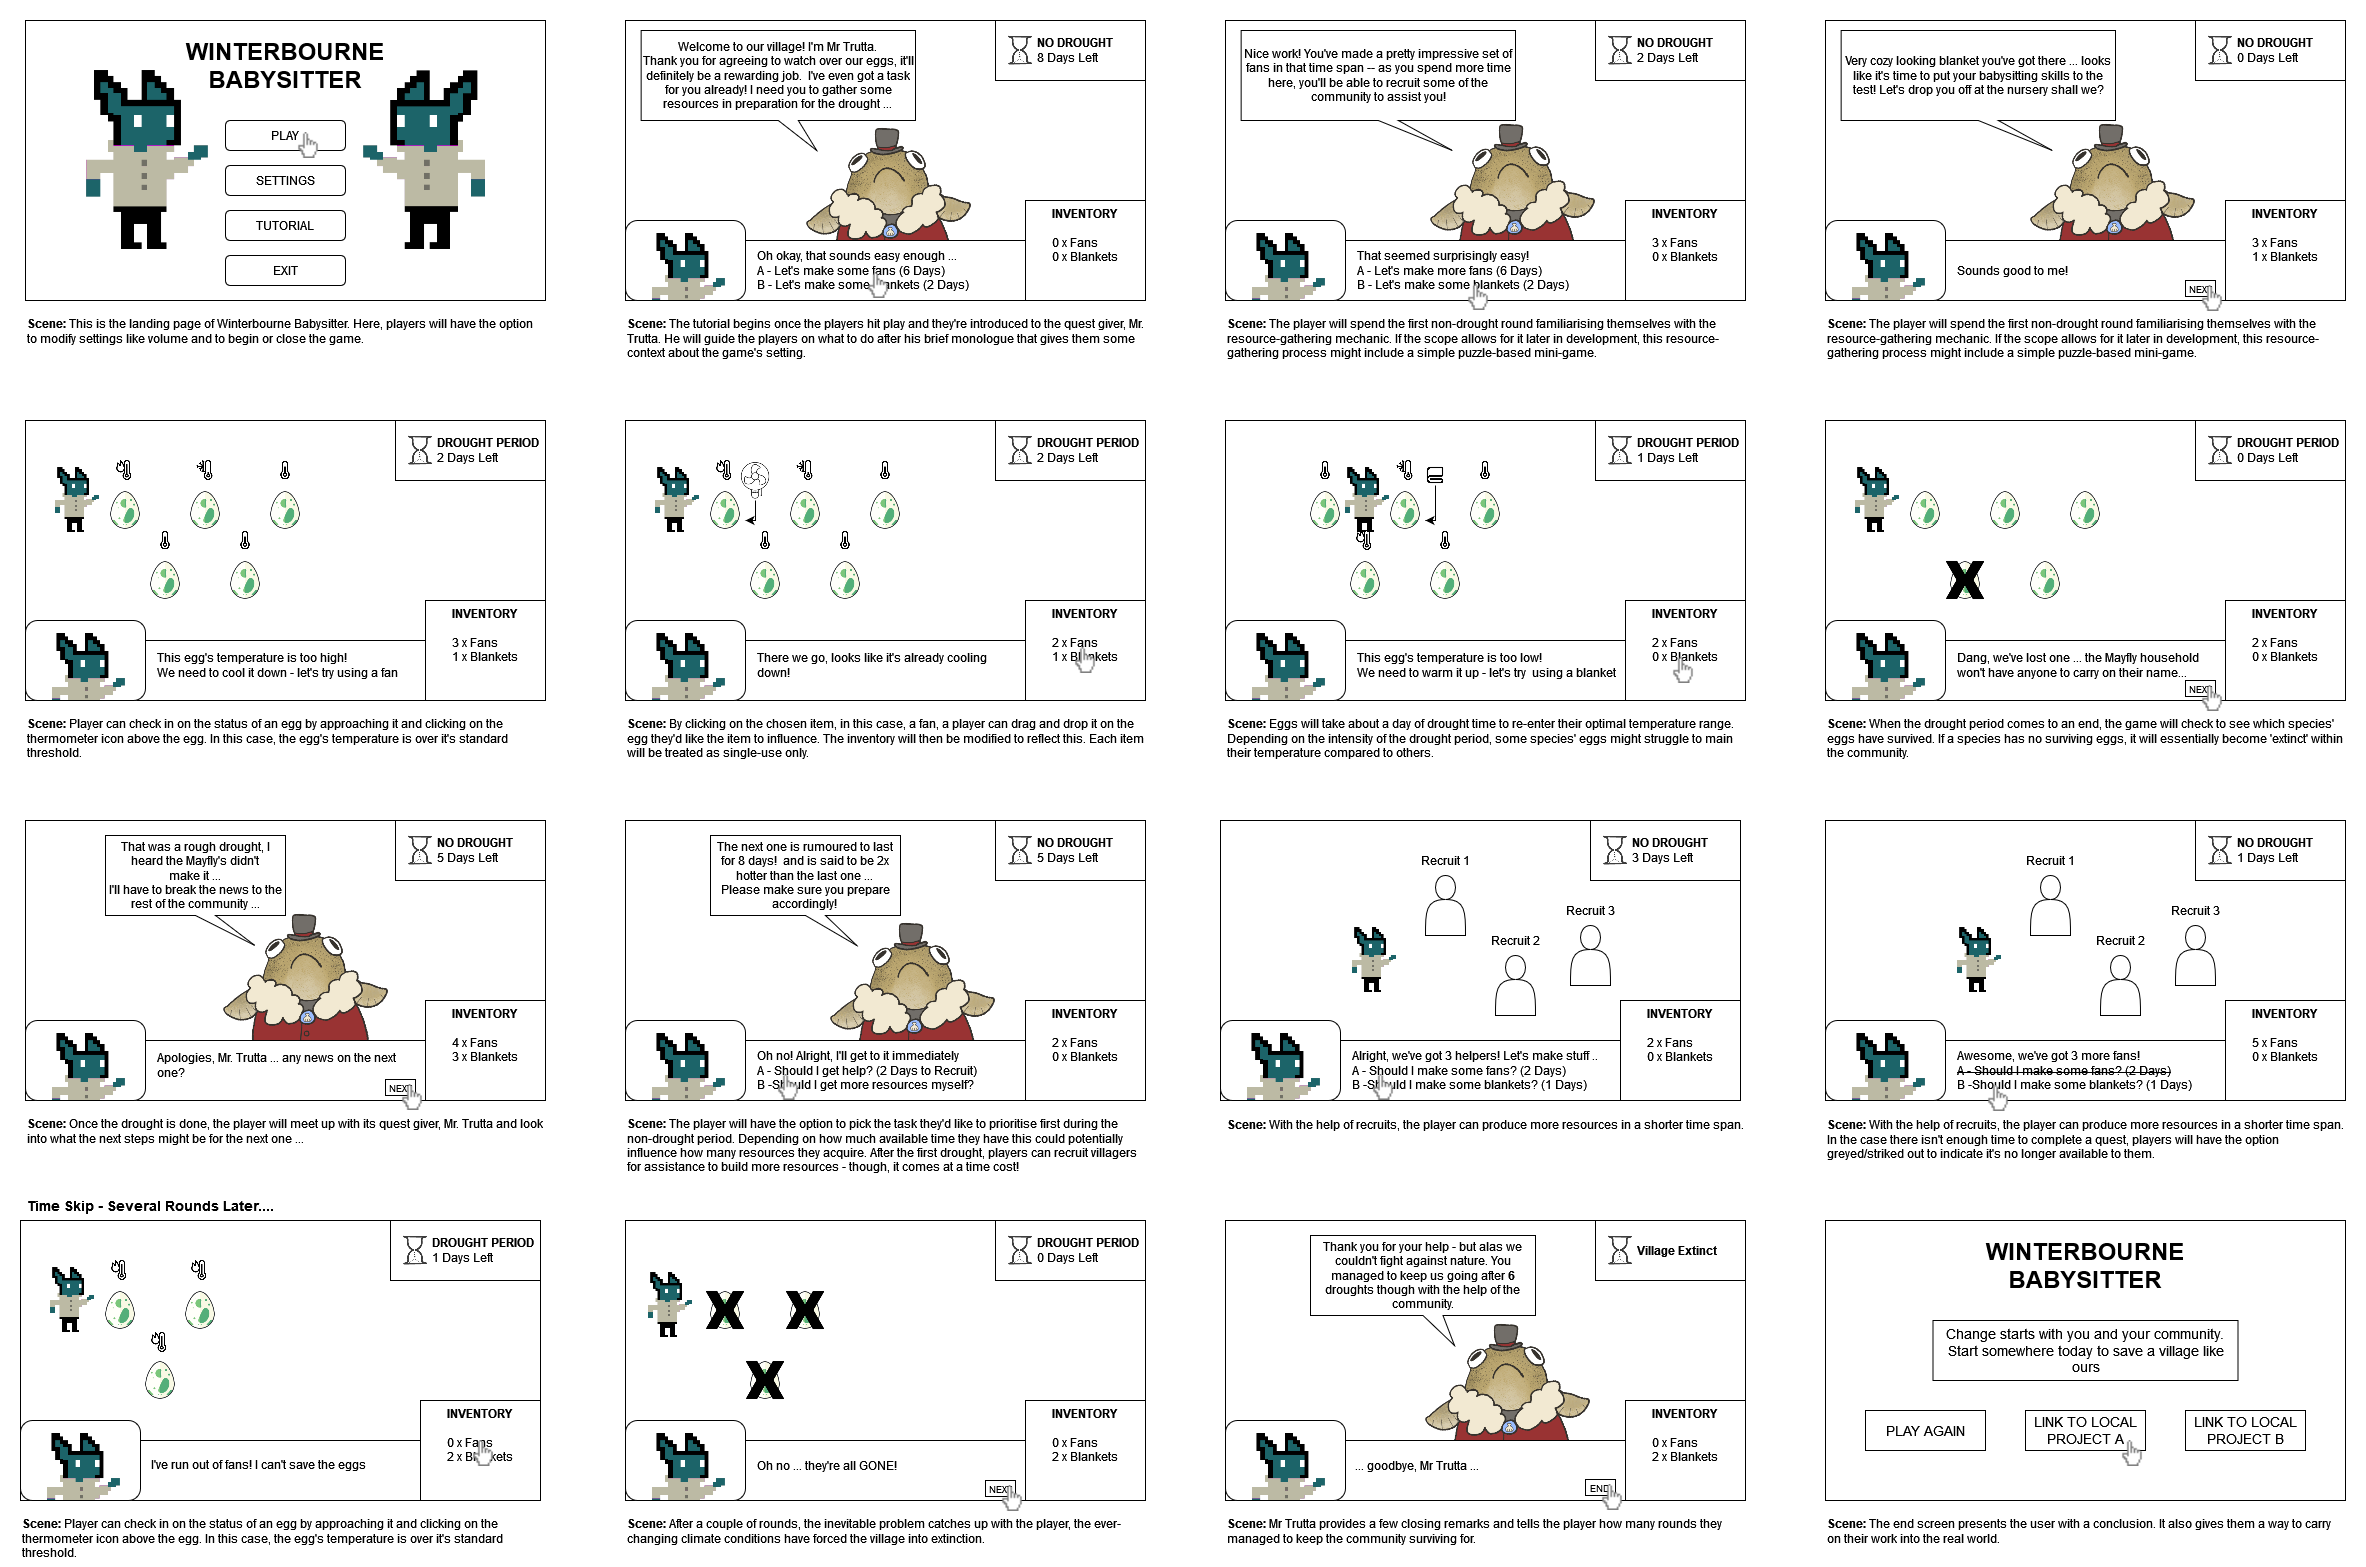 WINTERBOURNE
BABYSITTER
PLAY
SETTINGS
TUTORIAL
EXIT
Scene: This is the landing page of Winterbourne Babysitter. Here, players will have the option
to modify settings like volume and to begin or close the game.
Welcome to our village! I'm Mr Trutta.
Thank you for agreeing to watch over our eggs, it'll
definitely be a rewarding job. I've even got a task
for you already! I need you to gather some
resources in preparation for the drought ...
NO DROUGHT
8 Days Left
INVENTORY
0 x Fans
0 x Blankets
Oh okay, that sounds easy enough ...
A - Let's make some fans (6 Days)
B - Let's make some blankets (2 Days)
Scene: The tutorial begins once the players hit play and they're introduced to the quest giver, Mr.
Trutta. He will guide the players on what to do after his brief monologue that gives them some
context about the game's setting.
Nice work! You've made a pretty impressive set of
fans in that time span -- as you spend more time
here, you'll be able to recruit some of the
community to assist you!
NO DROUGHT
2 Days Left
INVENTORY
3 x Fans
0 x Blankets
That seemed surprisingly easy!
A - Let's make more fans (6 Days)
B - Let's make some blankets (2 Days)
Scene: The player will spend the first non-drought round familiarising themselves with the
resource-gathering mechanic. If the scope allows for it later in development, this resource-
gathering process might include a simple puzzle-based mini-game.
Very cozy looking blanket you've got there ... looks
like it's time to put your babysitting skills to the
test! Let's drop you off at the nursery shall we?
NO DROUGHT
0 Days Left
INVENTORY
3 x Fans
1 x Blankets
Sounds good to me!
NEXT
Scene: The player will spend the first non-drought round familiarising themselves with the
resource-gathering mechanic. If the scope allows for it later in development, this resource-
gathering process might include a simple puzzle-based mini-game.
DROUGHT PERIOD
2 Days Left
INVENTORY
3 x Fans
1 x Blankets
This egg's temperature is too high!
We need to cool it down - let's try using a fan
Scene: Player can check in on the status of an egg by approaching it and clicking on the
thermometer icon above the egg. In this case, the egg's temperature is over it's standard
threshold.
DROUGHT PERIOD
2 Days Left
INVENTORY
2 x Fans
1 x Blankets
There we go, looks like it's already cooling
down!
Scene: By clicking on the chosen item, in this case, a fan, a player can drag and drop it on the
egg they'd like the item to influence. The inventory will then be modified to reflect this. Each item
will be treated as single-use only.
DROUGHT PERIOD
1 Days Left
INVENTORY
2 x Fans
0 x Blankets
This egg's temperature is too low!
We need to warm it up - let's try using a blanket
Scene: Eggs will take about a day of drought time to re-enter their optimal temperature range.
Depending on the intensity of the drought period, some species' eggs might struggle to main
their temperature compared to others.
DROUGHT PERIOD
0 Days Left
X
INVENTORY
2 x Fans
0 x Blankets
Dang, we've lost one ... the Mayfly household
won't have anyone to carry on their name...
NEXT
Scene: When the drought period comes to an end, the game will check to see which species'
eggs have survived. If a species has no surviving eggs, it will essentially become 'extinct' within
the community.
That was a rough drought, I
heard the Mayfly's didn't
make it ...
I'll have to break the news to the
rest of the community ...
NO DROUGHT
5 Days Left
INVENTORY
4 x Fans
3 x Blankets
Apologies, Mr. Trutta ... any news on the next
one?
NEXT
Scene: Once the drought is done, the player will meet up with its quest giver, Mr. Trutta and look
into what the next steps might be for the next one ...
The next one is rumoured to last
for 8 days! and is said to be 2x
hotter than the last one ...
Please make sure you prepare
accordingly!
NO DROUGHT
5 Days Left
INVENTORY
2 x Fans
0 x Blankets
Oh no! Alright, I'll get to it immediately
A - Should I get help? (2 Days to Recruit)
B -Should I get more resources myself?
Scene: The player will have the option to pick the task they'd like to prioritise first during the
non-drought period. Depending on how much available time they have this could potentially
influence how many resources they acquire. After the first drought, players can recruit villagers
for assistance to build more resources - though, it comes at a time cost!
NO DROUGHT
3 Days Left
Recruit 1
Recruit 3
Recruit 2
INVENTORY
2 x Fans
0 x Blankets
Alright, we've got 3 helpers! Let's make stuff ..
A - Should I make some fans? (2 Days)
B -Should I make some blankets? (1 Days)
Scene: With the help of recruits, the player can produce more resources in a shorter time span.
NO DROUGHT
1 Days Left
Recruit 1
Recruit 3
Recruit 2
INVENTORY
5 x Fans
0 x Blankets
Awesome, we've got 3 more fans!
A - Should I make some fans? (2 Days)
B -Should I make some blankets? (1 Days)
Scene: With the help of recruits, the player can produce more resources in a shorter time span.
In the case there isn't enough time to complete a quest, players will have the option
greyed/striked out to indicate it's no longer available to them.
Time Skip - Several Rounds Later....
DROUGHT PERIOD
1 Days Left
INVENTORY
0 x Fans
2 x Blankets
I've run out of fans! I can't save the eggs
Scene: Player can check in on the status of an egg by approaching it and clicking on the
thermometer icon above the egg. In this case, the egg's temperature is over it's standard
threshold.
DROUGHT PERIOD
0 Days Left
X X
X
INVENTORY
0 x Fans
2 x Blankets
Oh no ... they're all GONE!
NEXT
Scene: After a couple of rounds, the inevitable problem catches up with the player, the ever-
changing climate conditions have forced the village into extinction.
Thank you for your help - but alas we
couldn't fight against nature. You
managed to keep us going after 6
droughts though with the help of the
community.
Village Extinct
INVENTORY
0 x Fans
2 x Blankets
... goodbye, Mr Trutta ...
END
Scene: Mr Trutta provides a few closing remarks and tells the player how many rounds they
managed to keep the community surviving for.
WINTERBOURNE
BABYSITTER
Change starts with you and your community.
Start somewhere today to save a village like
ours
PLAY AGAIN
LINK TO LOCAL
PROJECT A
LINK TO LOCAL
PROJECT B
Scene: The end screen presents the user with a conclusion. It also gives them a way to carry
on their work into the real world.